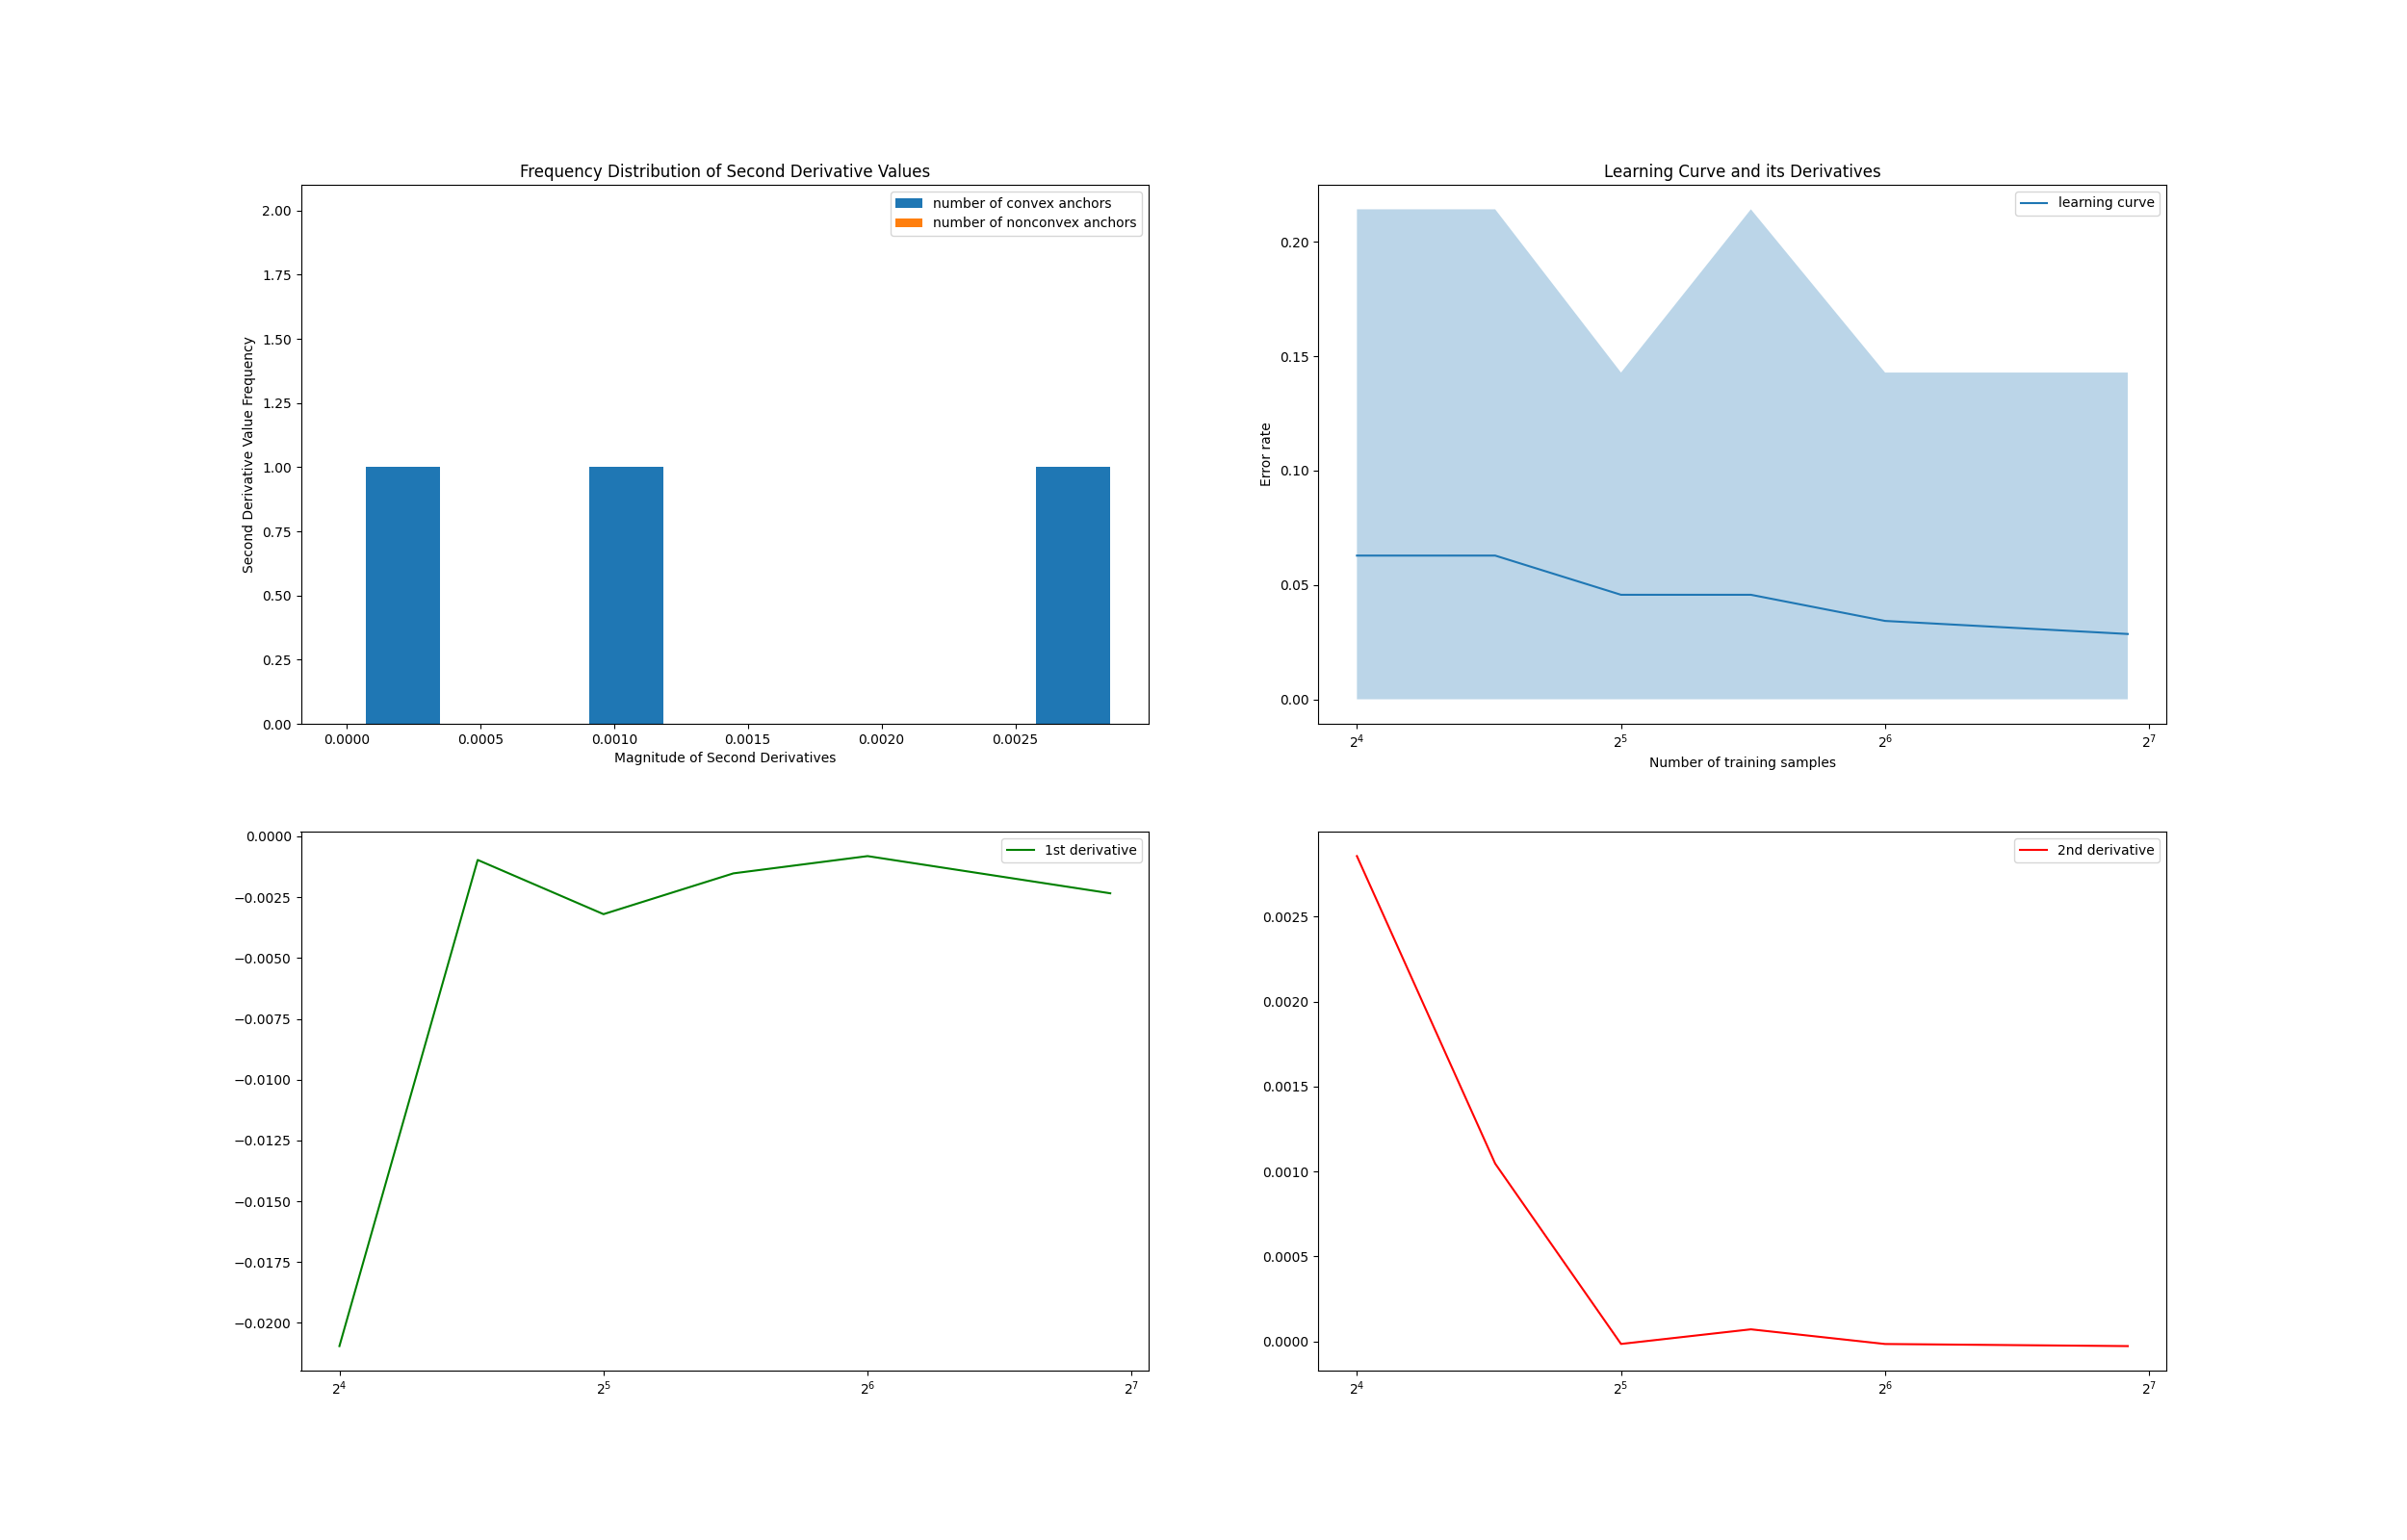 Frequency Distribution of Second Derivative Values
number of convex anchors
number of nonconvex anchors
2.00
1.75
1.50
1.25
1.00
0.75
0.50
0.25
0.00
Second Derivative Value Frequency
0.0000 0.0005 0.0010 0.0015 0.0020 0.0025
Magnitude of Second Derivatives
Learning Curve and its Derivatives
learning curve
0.20
0.15
0.10
0.05
0.00
Error rate
2⁴ 2⁵ 2⁶ 2⁷
Number of training samples
1st derivative
0.0000
−0.0025
−0.0050
−0.0075
−0.0100
−0.0125
−0.0150
−0.0175
−0.0200
2⁴ 2⁵ 2⁶ 2⁷
2nd derivative
0.0025
0.0020
0.0015
0.0010
0.0005
0.0000
2⁴ 2⁵ 2⁶ 2⁷